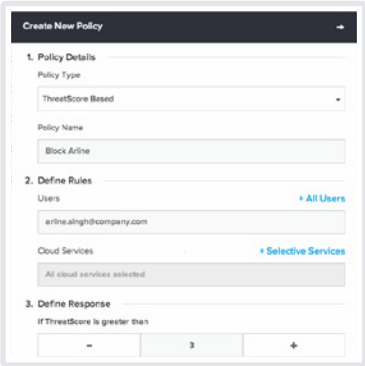 Create New Policy
1. Policy Details
Policy Type
ThreatScore Based
Policy Name
Block Arline
2. Define Rules
Users + All Users
arline.singh@company.com
Cloud Services + Selective Services
All cloud services selected
3. Define Response
If ThreatScore is greater than
- 3 +